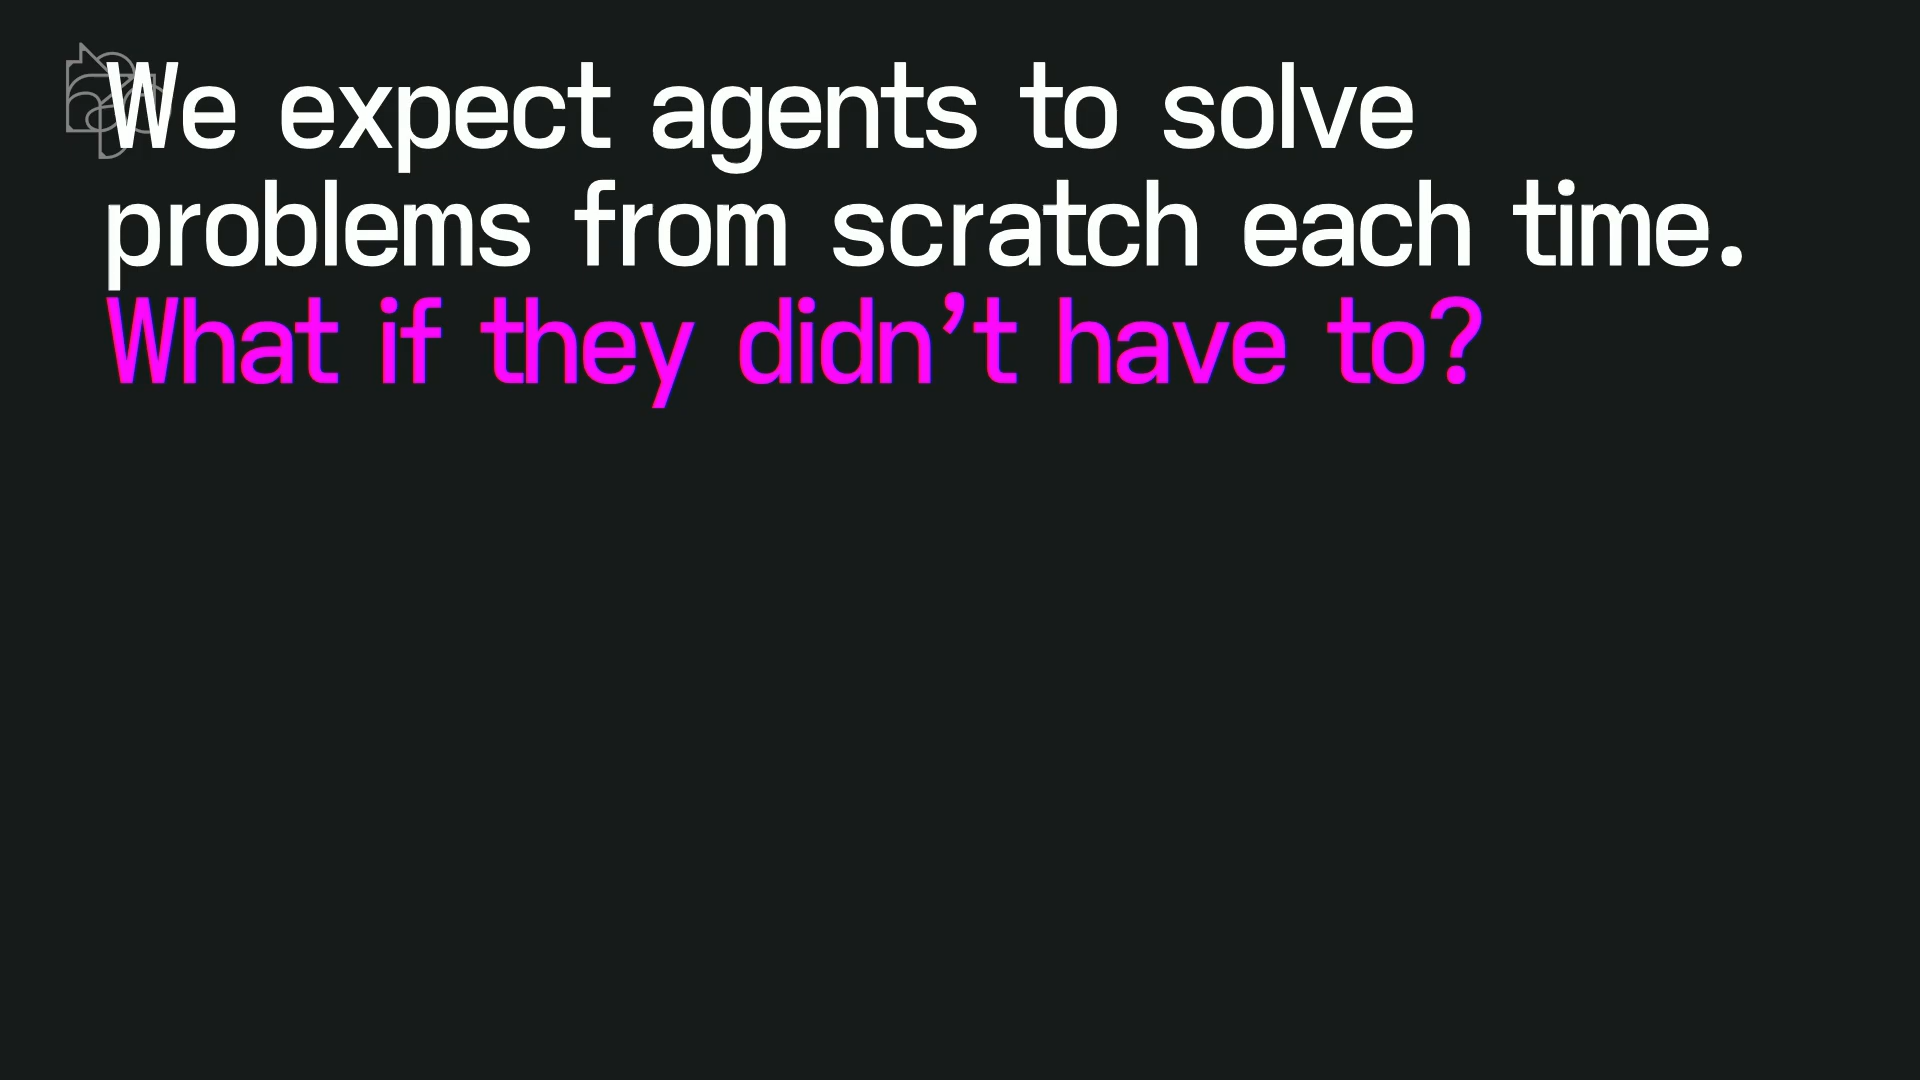 We expect agents to solve
problems from scratch each time.
What if they didn’t have to?